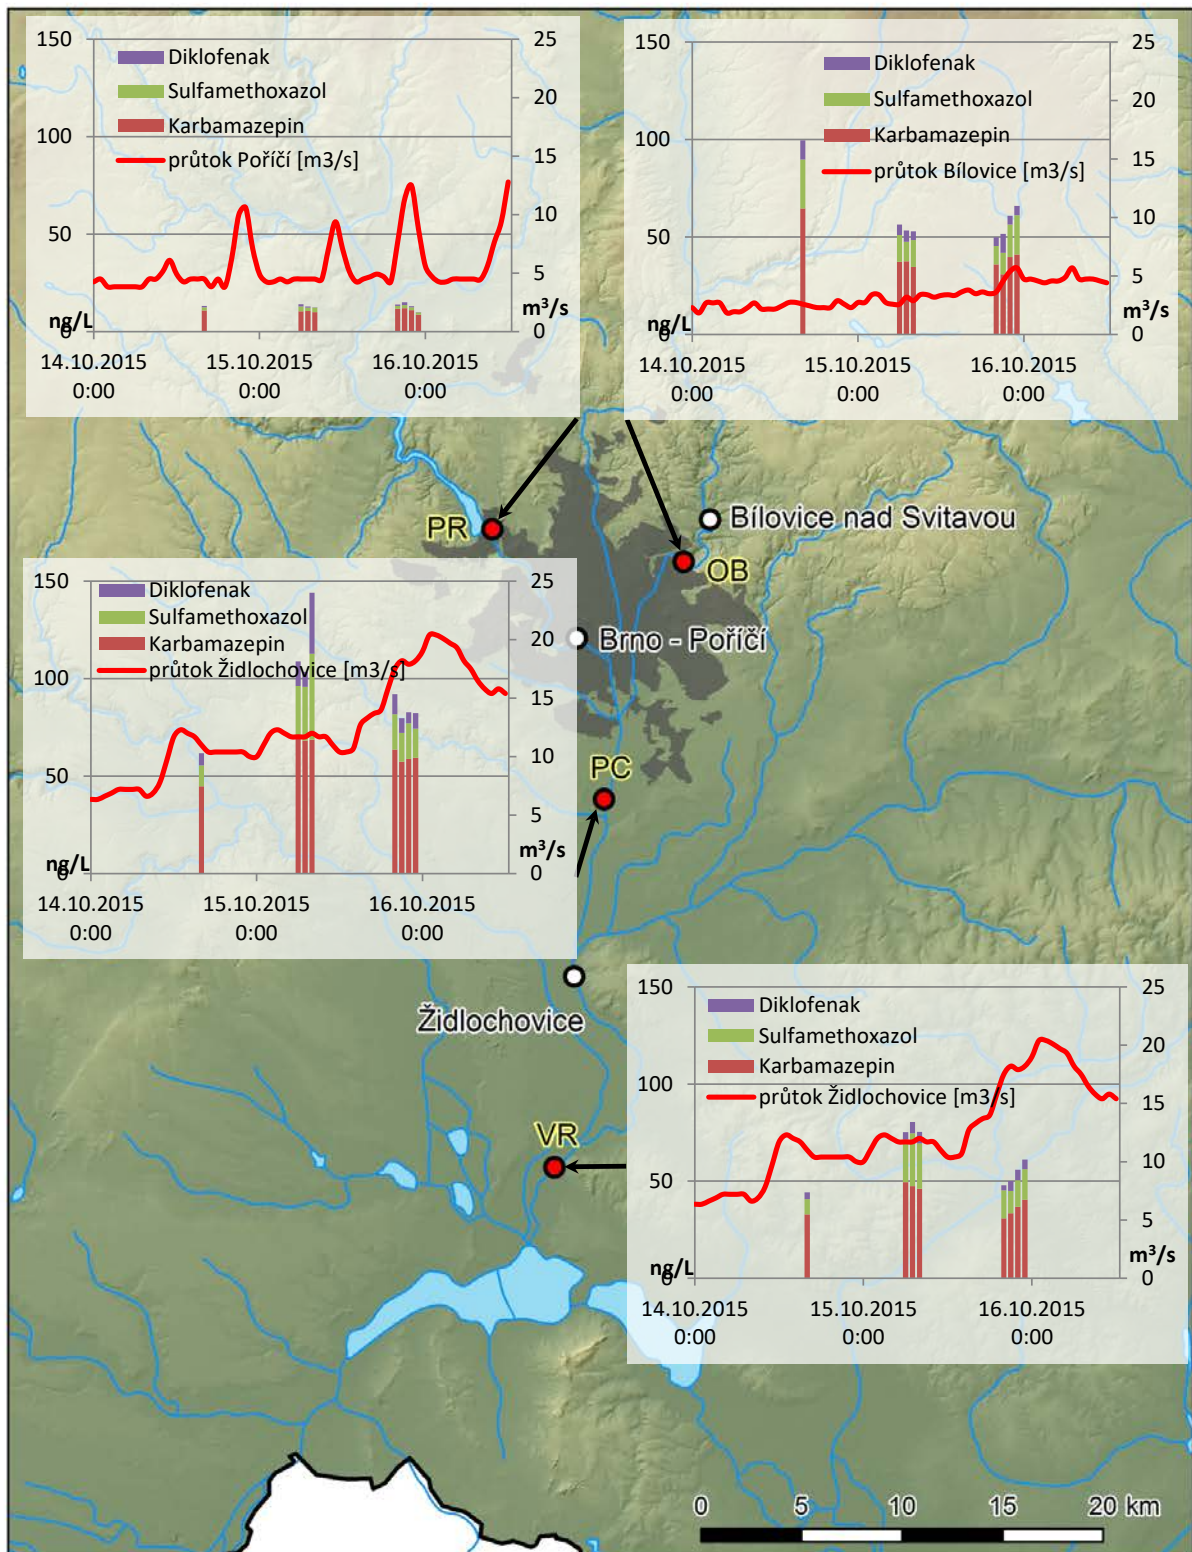 150
100
50
0
ng/L
25
20
15
10
5
0
m³/s
Diklofenak
Sulfamethoxazol
Karbamazepin
průtok Poříčí [m3/s]
14.10.2015
0:00
15.10.2015
0:00
16.10.2015
0:00
150
100
50
0
ng/L
25
20
15
10
5
0
m³/s
Diklofenak
Sulfamethoxazol
Karbamazepin
průtok Bílovice [m3/s]
14.10.2015
0:00
15.10.2015
0:00
16.10.2015
0:00
PR
Bílovice nad Svitavou
OB
Brno - Poříčí
150
100
50
0
ng/L
25
20
15
10
5
0
m³/s
Diklofenak
Sulfamethoxazol
Karbamazepin
průtok Židlochovice [m3/s]
14.10.2015
0:00
15.10.2015
0:00
16.10.2015
0:00
PC
Židlochovice
VR
150
100
50
0
ng/L
25
20
15
10
5
0
m³/s
Diklofenak
Sulfamethoxazol
Karbamazepin
průtok Židlochovice [m3/s]
14.10.2015
0:00
15.10.2015
0:00
16.10.2015
0:00
0 5 10 15 20 km